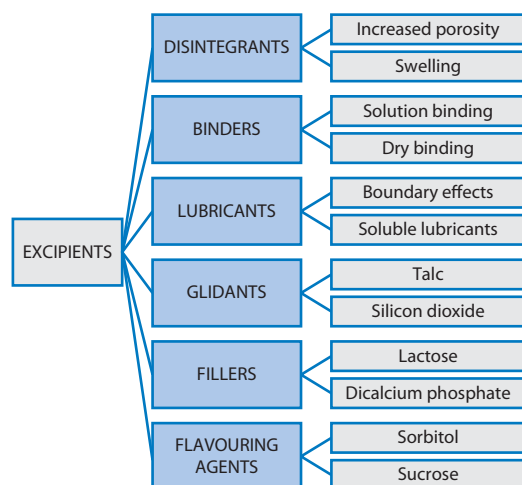 EXCIPIENTS
DISINTEGRANTS
Increased porosity
Swelling
BINDERS
Solution binding
Dry binding
LUBRICANTS
Boundary effects
Soluble lubricants
GLIDANTS
Talc
Silicon dioxide
FILLERS
Lactose
Dicalcium phosphate
FLAVOURING
AGENTS
Sorbitol
Sucrose